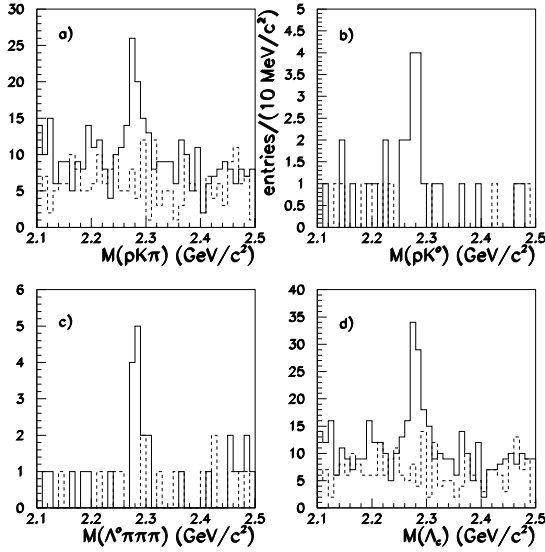 30
25
20
15
10
5
0
a)
2.1 2.2 2.3 2.4 2.5
M(pKπ) (GeV/c²)
entries/(10 MeV/c²)
5
4.5
4
3.5
3
2.5
2
1.5
1
0.5
0
b)
2.1 2.2 2.3 2.4 2.5
M(pK⁰) (GeV/c²)
6
5
4
3
2
1
0
c)
2.1 2.2 2.3 2.4 2.5
M(Λ⁰πππ) (GeV/c²)
40
35
30
25
20
15
10
5
0
d)
2.1 2.2 2.3 2.4 2.5
M(Λc) (GeV/c²)